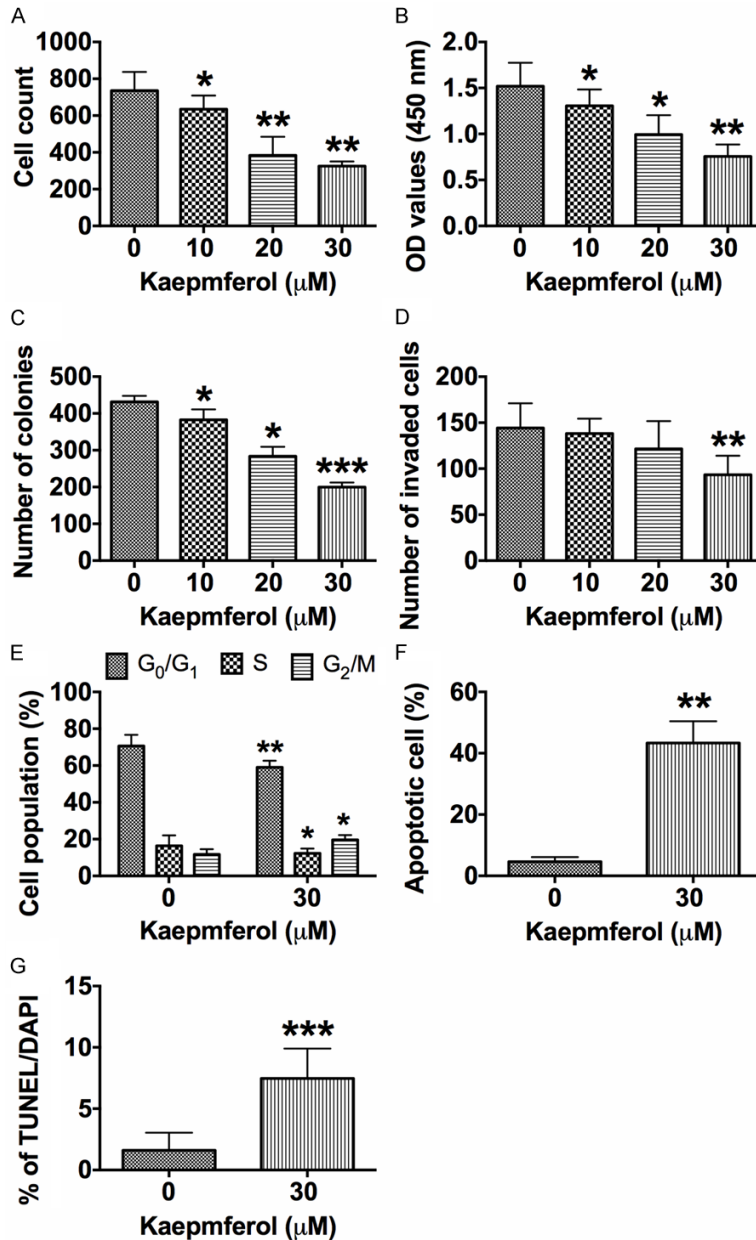 A
Cell count
1000
800
600
400
200
0
*
**
**
0 10 20 30
Kaepmferol (μM)
B
OD values (450 nm)
2.0
1.5
1.0
0.5
0.0
*
*
**
0 10 20 30
Kaepmferol (μM)
C
Number of colonies
500
400
300
200
100
0
*
*
***
0 10 20 30
Kaepmferol (μM)
D
Number of invaded cells
200
150
100
50
0
**
0 10 20 30
Kaepmferol (μM)
E
G₀/G₁ S G₂/M
Cell population (%)
100
80
60
40
20
0
**
*
*
0 30
Kaepmferol (μM)
F
Apoptotic cell (%)
60
40
20
0
**
0 30
Kaepmferol (μM)
G
% of TUNEL/DAPI
15
10
5
0
***
0 30
Kaepmferol (μM)